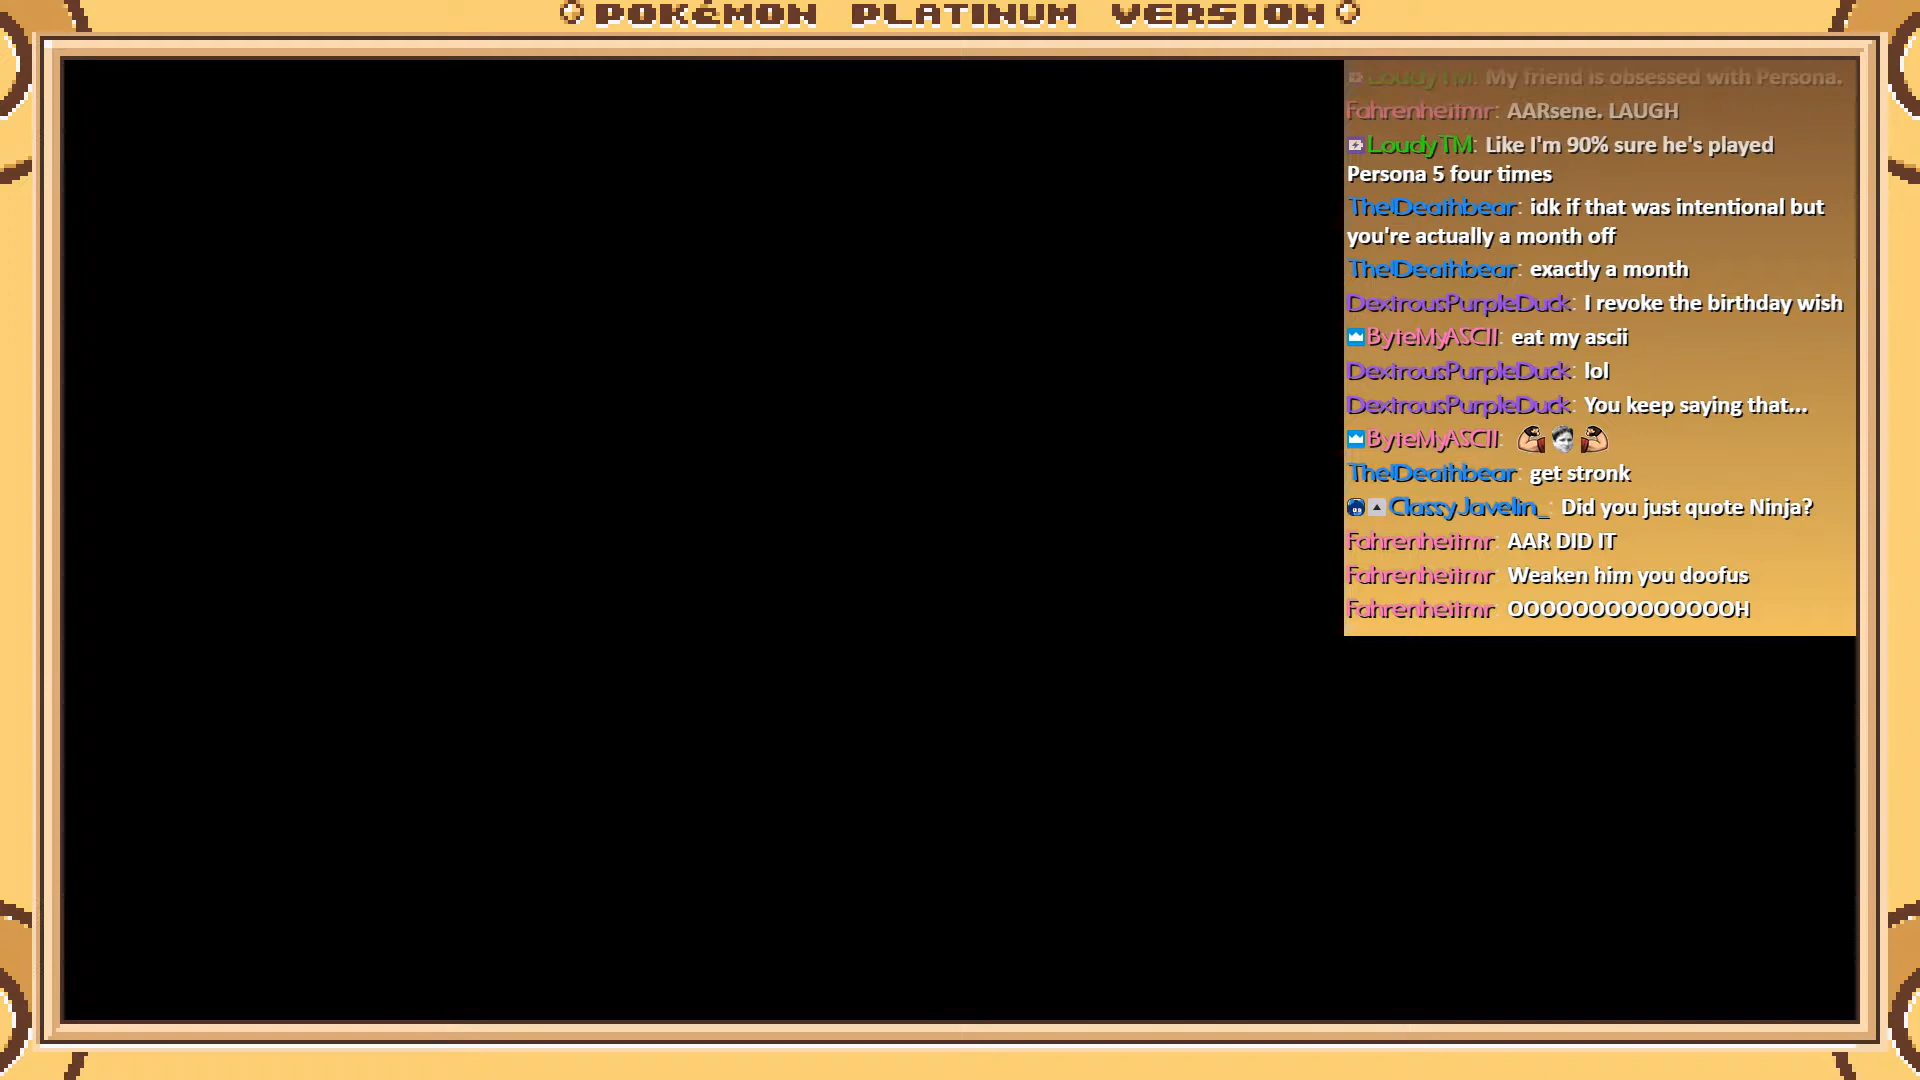 POKéMON PLATINUM VERSION
LoudyTM: My friend is obsessed with Persona.
Fahrenheitmr: AARsene. LAUGH
LoudyTM: Like I'm 90% sure he's played
Persona 5 four times
The1Deathbear: idk if that was intentional but
you're actually a month off
The1Deathbear: exactly a month
DextrousPurpleDuck: I revoke the birthday wish
ByteMyASCII: eat my ascii
DextrousPurpleDuck: lol
DextrousPurpleDuck: You keep saying that...
ByteMyASCII:
The1Deathbear: get stronk
ClassyJavelin_: Did you just quote Ninja?
Fahrenheitmr: AAR DID IT
Fahrenheitmr: Weaken him you doofus
Fahrenheitmr: OOOOOOOOOOOOOOH